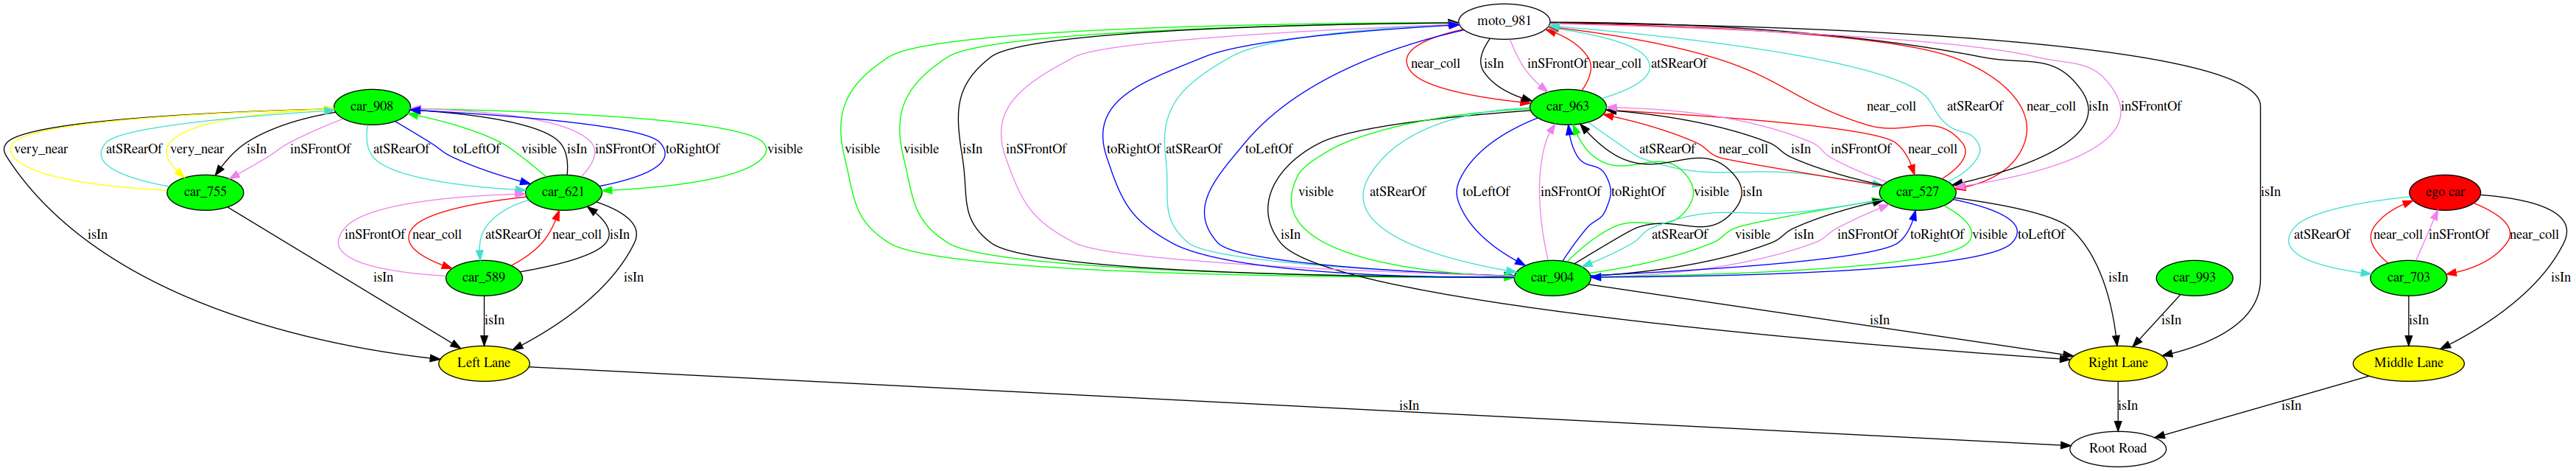 moto_981
near_coll isIn inSFrontOf near_coll atSRearOf
car_908 car_963 near_coll atSRearOf near_coll isIn inSFrontOf
very_near atSRearOf very_near isIn inSFrontOf atSRearOf toLeftOf visible isIn inSFrontOf toRightOf visible visible visible isIn inSFrontOf toRightOf atSRearOf toLeftOf atSRearOf near_coll isIn inSFrontOf near_coll
car_755 car_621 visible atSRearOf toLeftOf inSFrontOf toRightOf visible isIn car_527 isIn ego car
isIn inSFrontOf near_coll atSRearOf near_coll isIn isIn atSRearOf visible isIn inSFrontOf toRightOf visible toLeftOf atSRearOf near_coll inSFrontOf near_coll
isIn car_589 isIn car_904 isIn car_993 car_703 isIn
isIn isIn isIn isIn
Left Lane Right Lane Middle Lane
isIn isIn isIn
Root Road